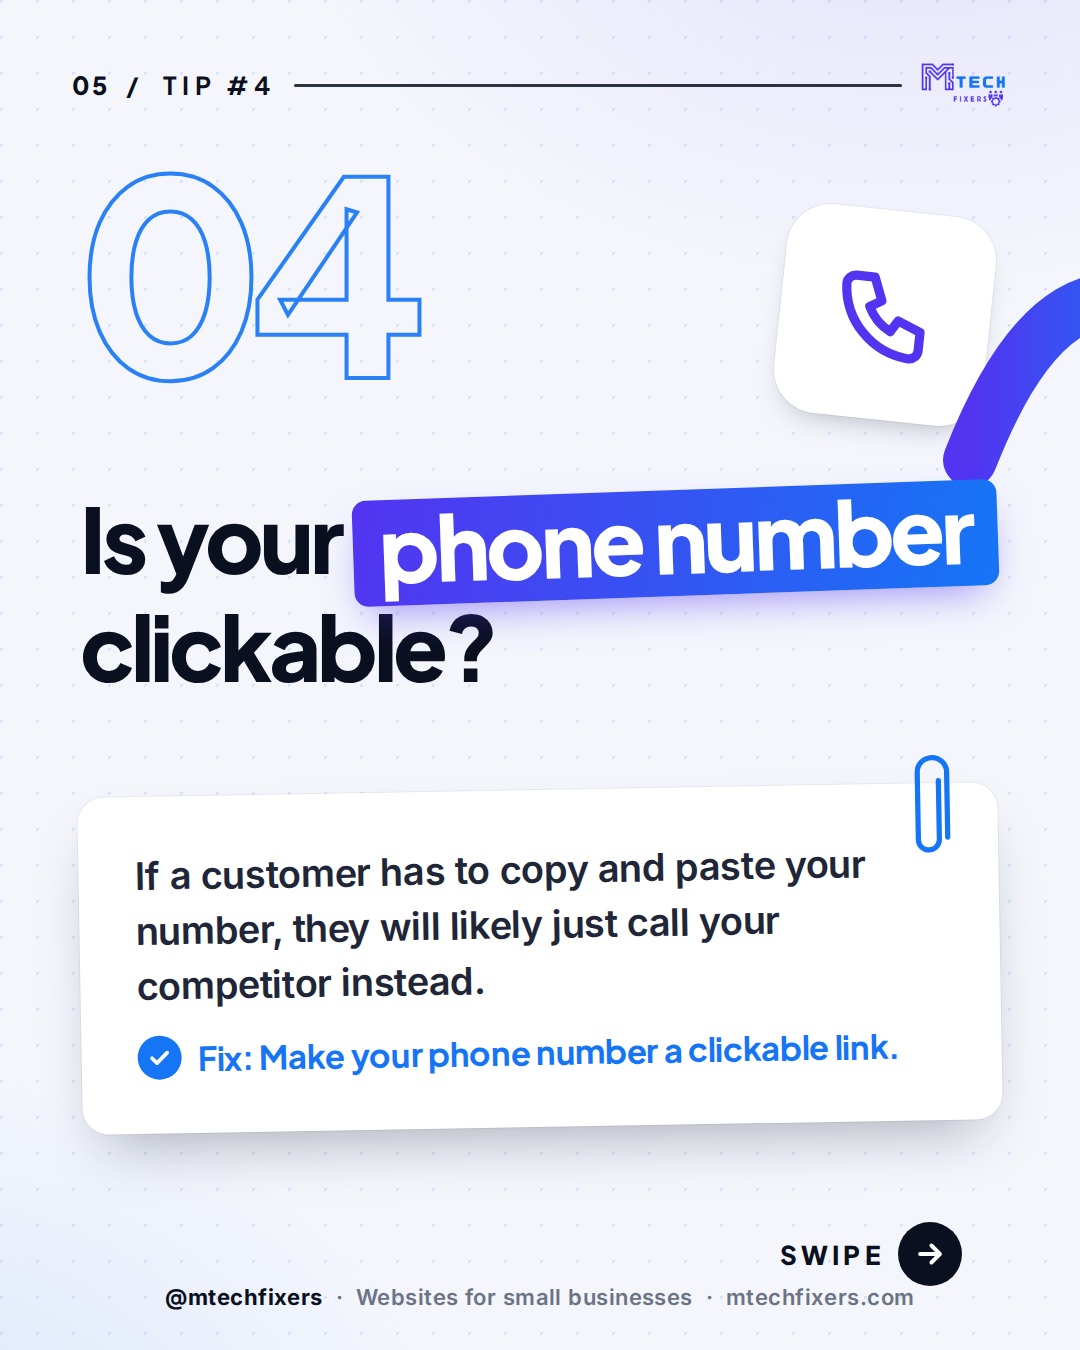 05 / TIP #4
MTECH
FIXERS
04
Is your phone number
clickable?
If a customer has to copy and paste your
number, they will likely just call your
competitor instead.
Fix: Make your phone number a clickable link.
SWIPE
@mtechfixers · Websites for small businesses · mtechfixers.com